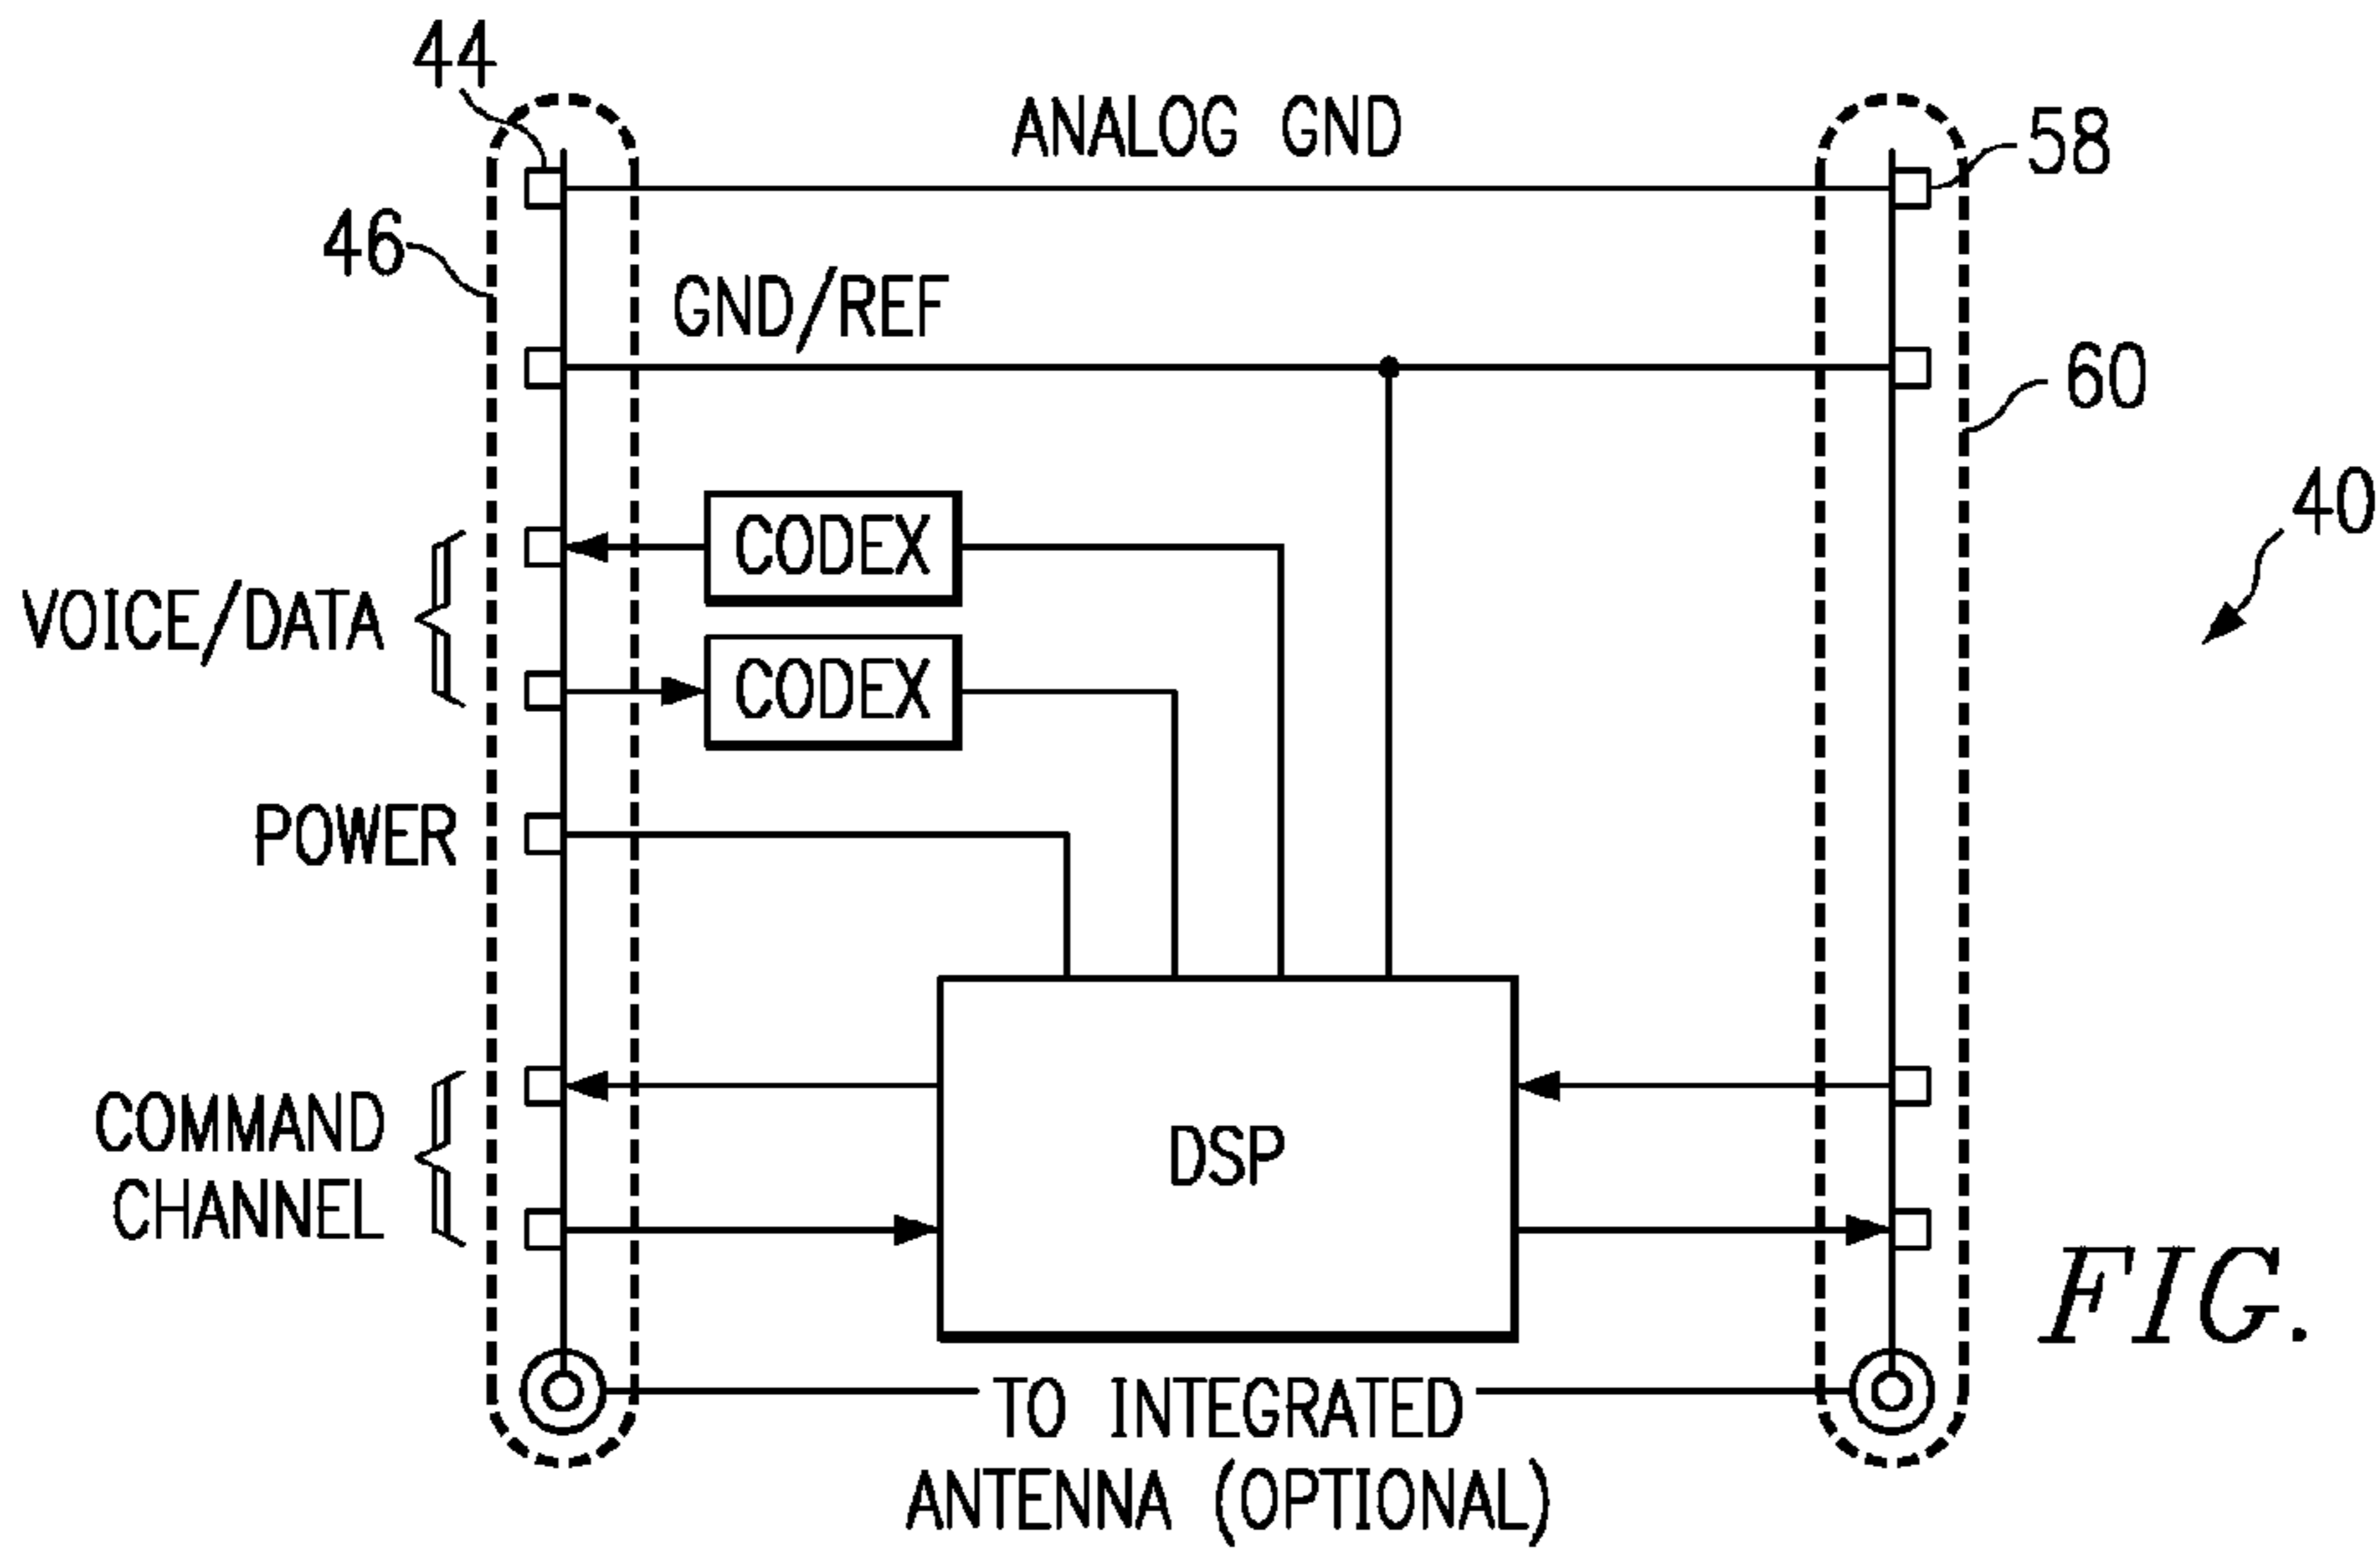 44
ANALOG GND
58
46
GND/REF
60
40
CODEX
VOICE/DATA
CODEX
POWER
COMMAND
CHANNEL
DSP
FIG.
TO INTEGRATED
ANTENNA (OPTIONAL)